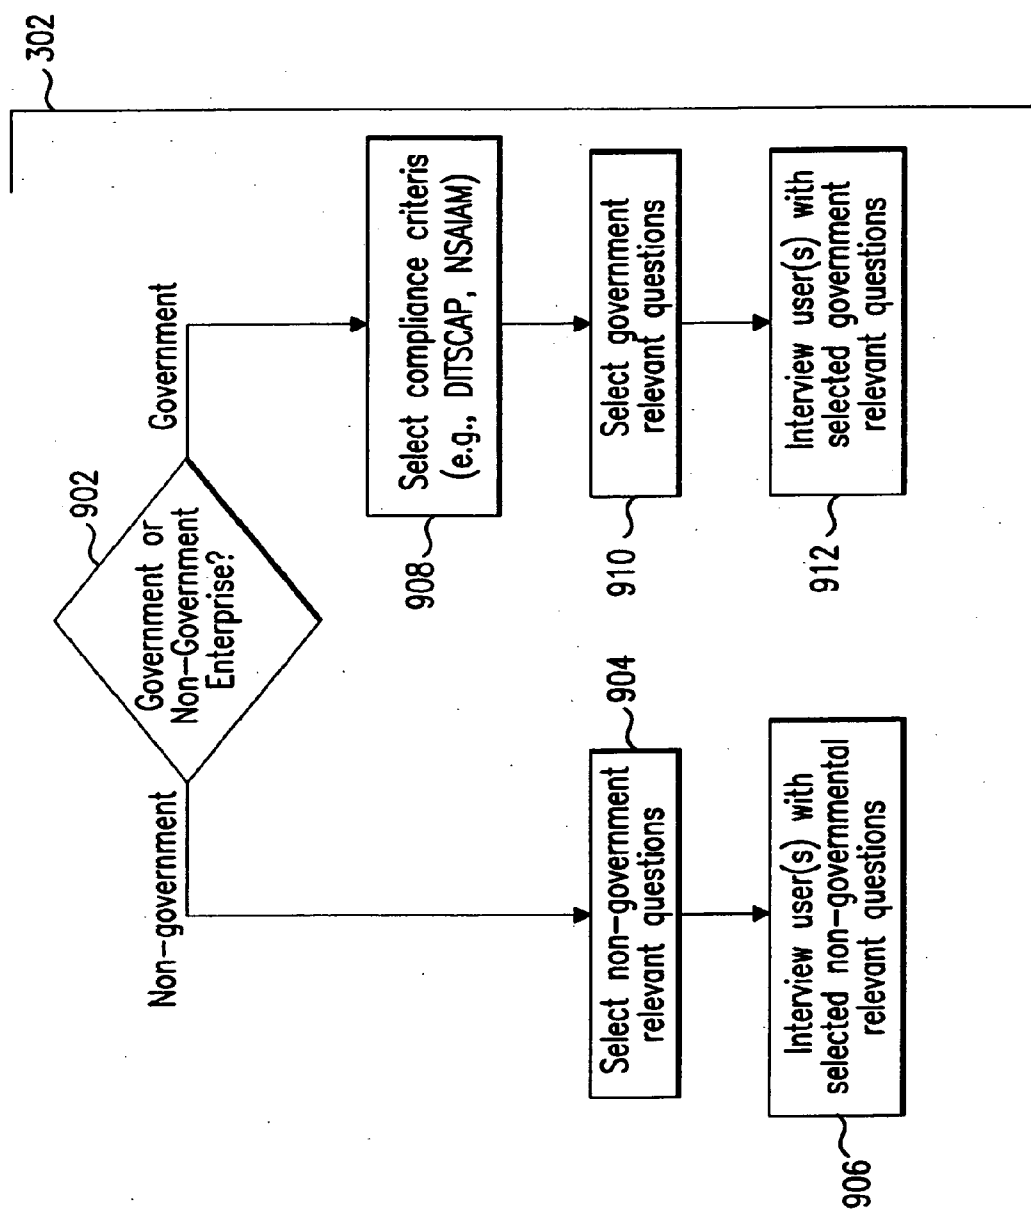 302
902
Government or
Non-Government
Enterprise?
Non-government
Government
908
Select compliance criteris
(e.g., DITSCAP, NSAIAM)
904
Select non-government
relevant questions
910
Select government
relevant questions
906
Interview user(s) with
selected non-governmental
relevant questions
912
Interview user(s) with
selected government
relevant questions